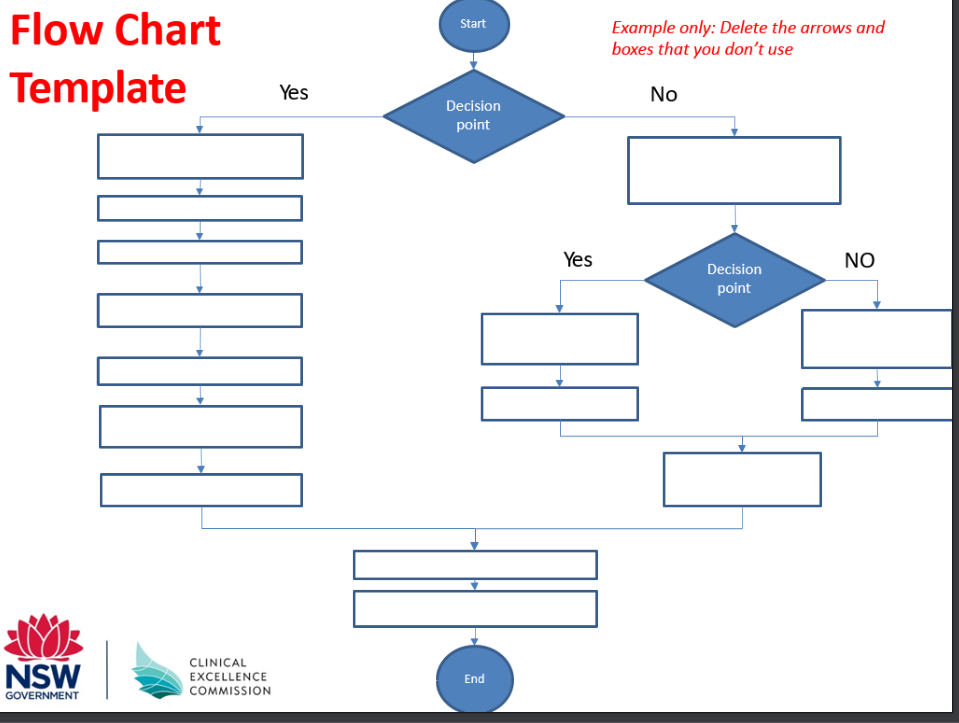 Flow Chart
Template
Start
Example only: Delete the arrows and
boxes that you don't use
Yes
No
Decision
point
Yes
NO
Decision
point
End
NSW
GOVERNMENT
CLINICAL
EXCELLENCE
COMMISSION